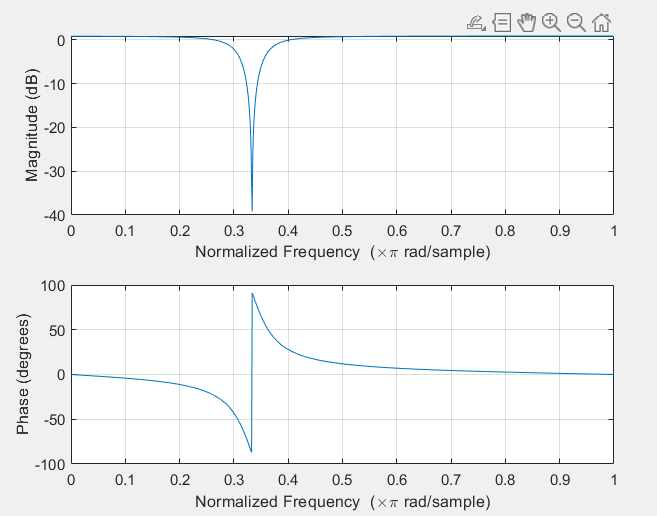 0
-10
-20
-30
-40
Magnitude (dB)
0 0.1 0.2 0.3 0.4 0.5 0.6 0.7 0.8 0.9 1
Normalized Frequency (×π rad/sample)
100
50
0
-50
-100
Phase (degrees)
0 0.1 0.2 0.3 0.4 0.5 0.6 0.7 0.8 0.9 1
Normalized Frequency (×π rad/sample)